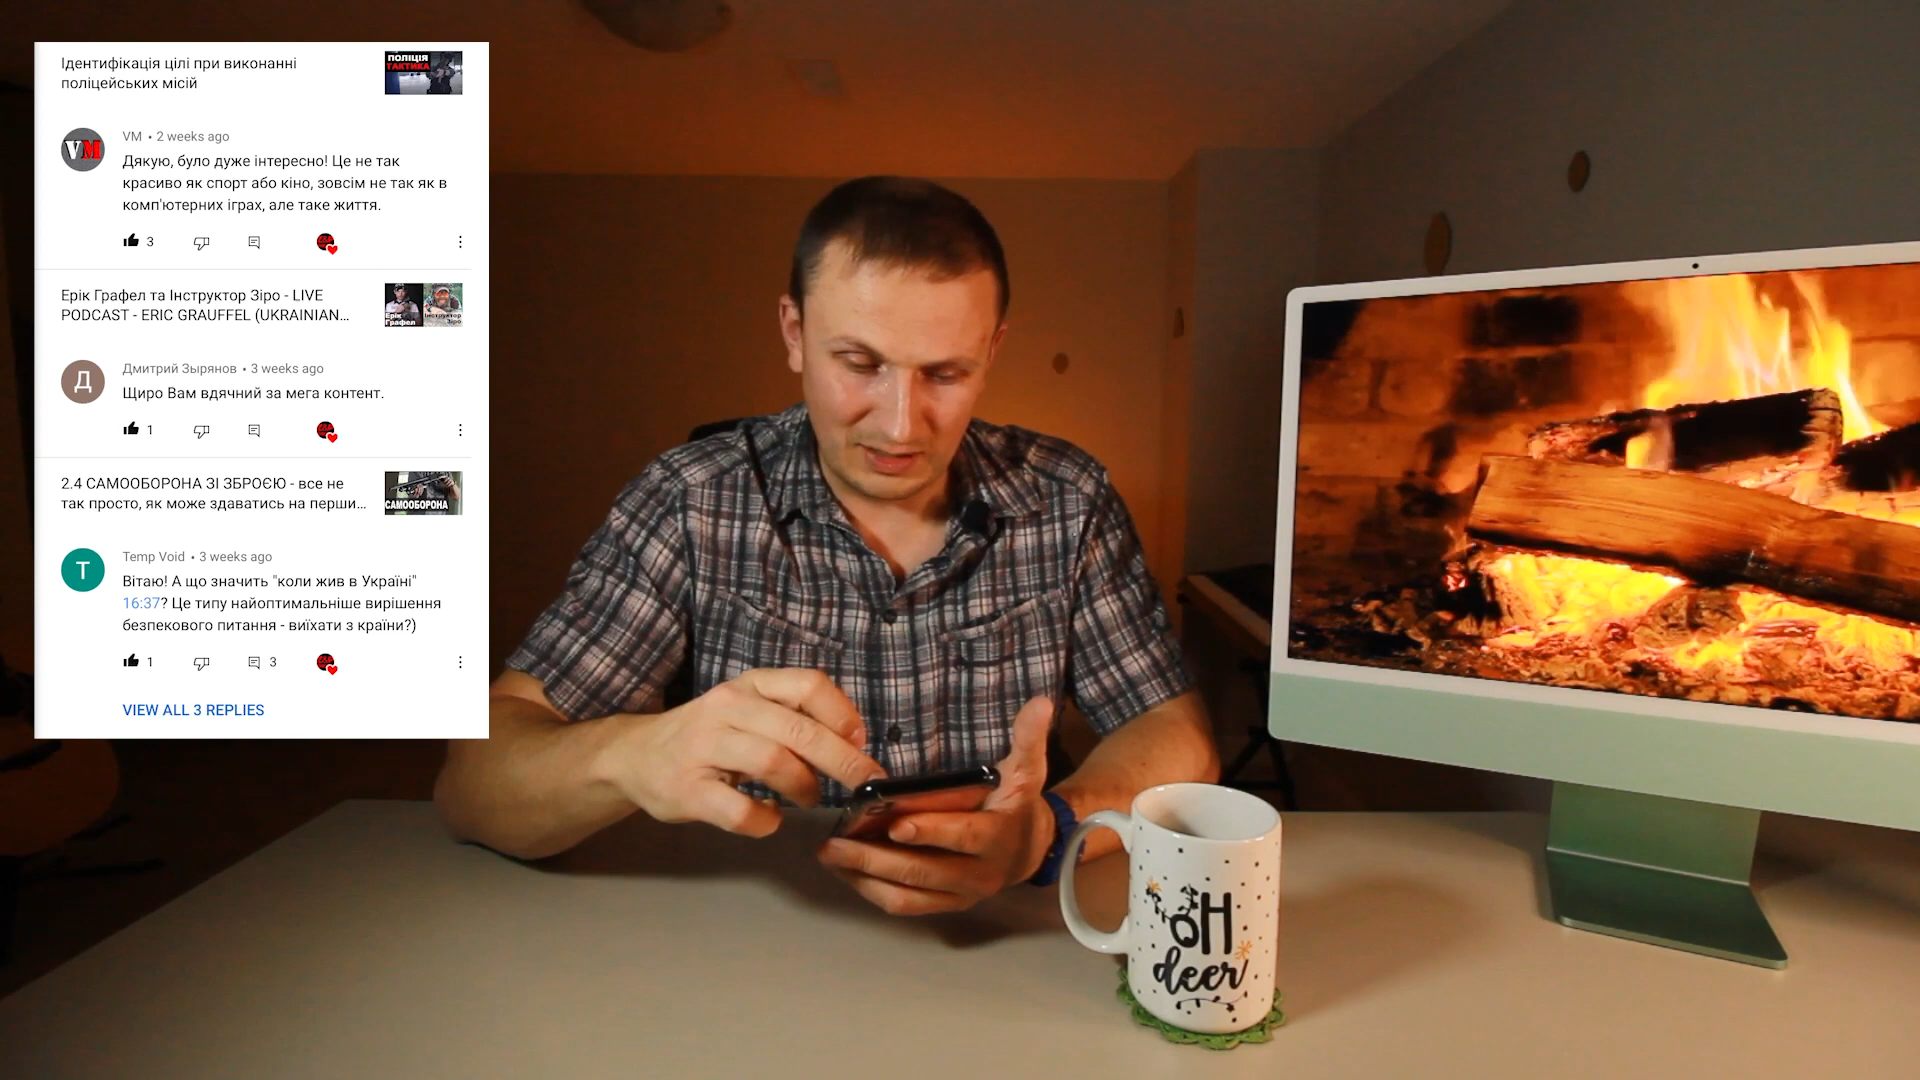 Ідентифікація цілі при виконанні
поліцейських місій
ПОЛІЦІЯ
ТАКТИКА
VM
VM • 2 weeks ago
Дякую, було дуже інтересно! Це не так
красиво як спорт або кіно, зовсім не так як в
комп'ютерних іграх, але таке життя.
3
Ерік Графел та Інструктор Зіро - LIVE
PODCAST - ERIC GRAUFFEL (UKRAINIAN...
Ерік
Графел
Інструктор
Зіро
Д
Дмитрий Зырянов • 3 weeks ago
Щиро Вам вдячний за мега контент.
1
2.4 САМООБОРОНА ЗІ ЗБРОЄЮ - все не
так просто, як може здаватись на перши...
САМООБОРОНА
T
Temp Void • 3 weeks ago
Вітаю! А що значить "коли жив в Україні"
16:37? Це типу найоптимальніше вирішення
безпекового питання - виїхати з країни?)
1
3
VIEW ALL 3 REPLIES
OH
deer